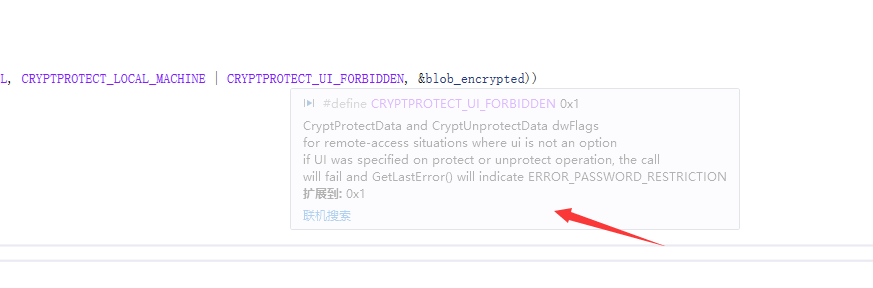 L, CRYPTPROTECT_LOCAL_MACHINE | CRYPTPROTECT_UI_FORBIDDEN, &blob_encrypted))
#define CRYPTPROTECT_UI_FORBIDDEN 0x1
CryptProtectData and CryptUnprotectData dwFlags
for remote-access situations where ui is not an option
if UI was specified on protect or unprotect operation, the call
will fail and GetLastError() will indicate ERROR_PASSWORD_RESTRICTION
扩展到: 0x1
联机搜索